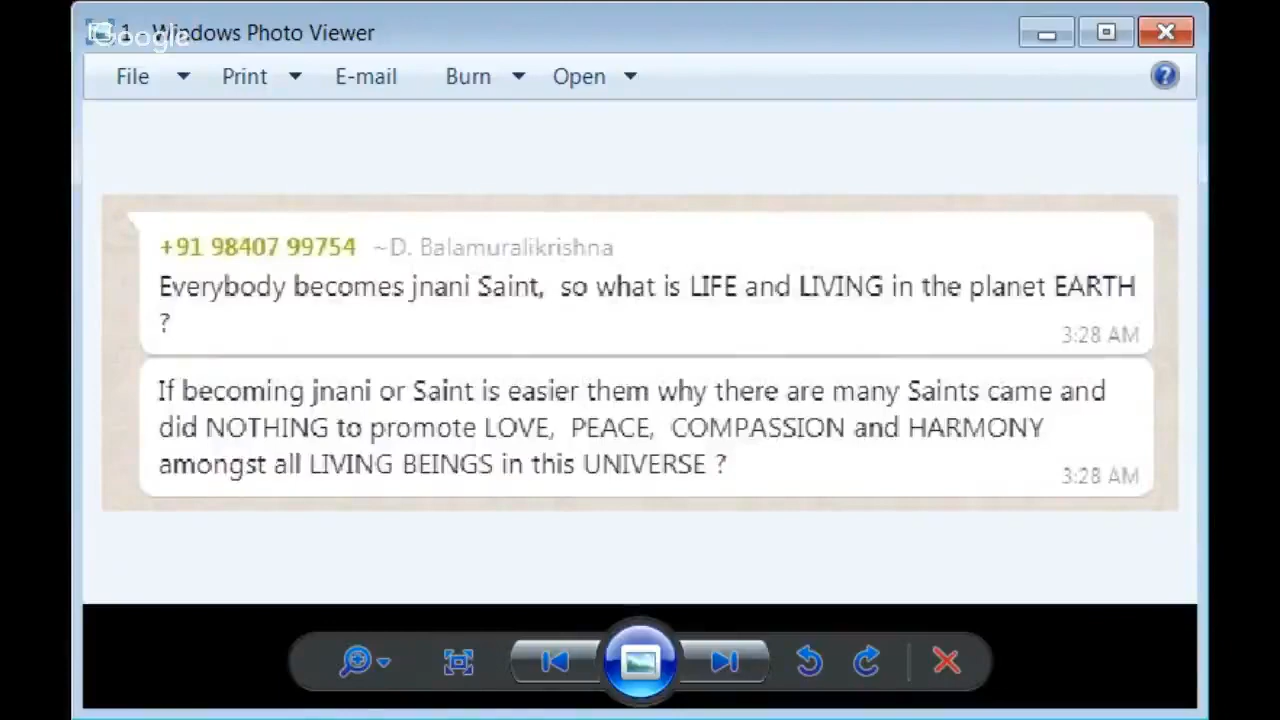 1 - Windows Photo Viewer
Google
File Print E-mail Burn Open
+91 98407 99754 ~D. Balamuralikrishna
Everybody becomes jnani Saint, so what is LIFE and LIVING in the planet EARTH
?
3:28 AM
If becoming jnani or Saint is easier them why there are many Saints came and
did NOTHING to promote LOVE, PEACE, COMPASSION and HARMONY
amongst all LIVING BEINGS in this UNIVERSE ?
3:28 AM